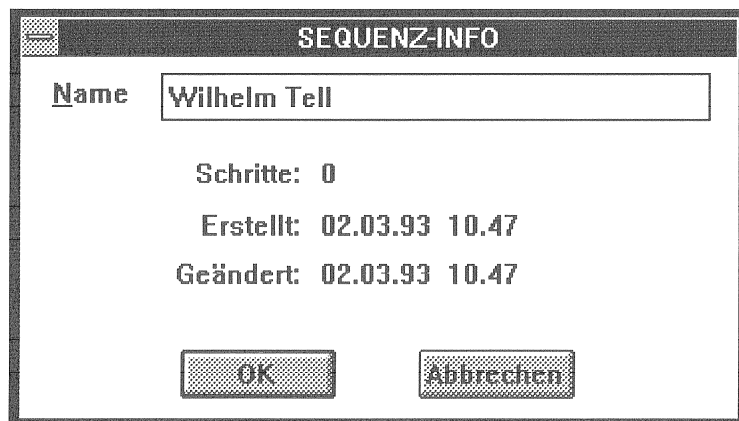 SEQUENZ-INFO
Name Wilhelm Tell
Schritte: 0
Erstellt: 02.03.93 10.47
Geändert: 02.03.93 10.47
OK Abbrechen